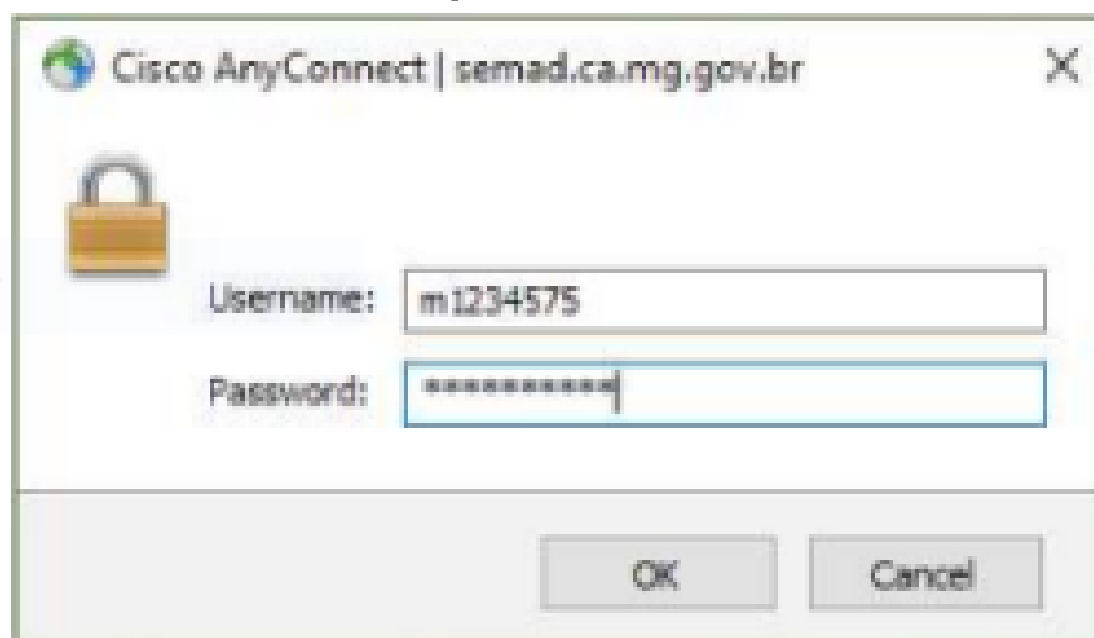 Cisco AnyConnect | semad.ca.mg.gov.br
Username: m1234575
Password: **********
OK Cancel